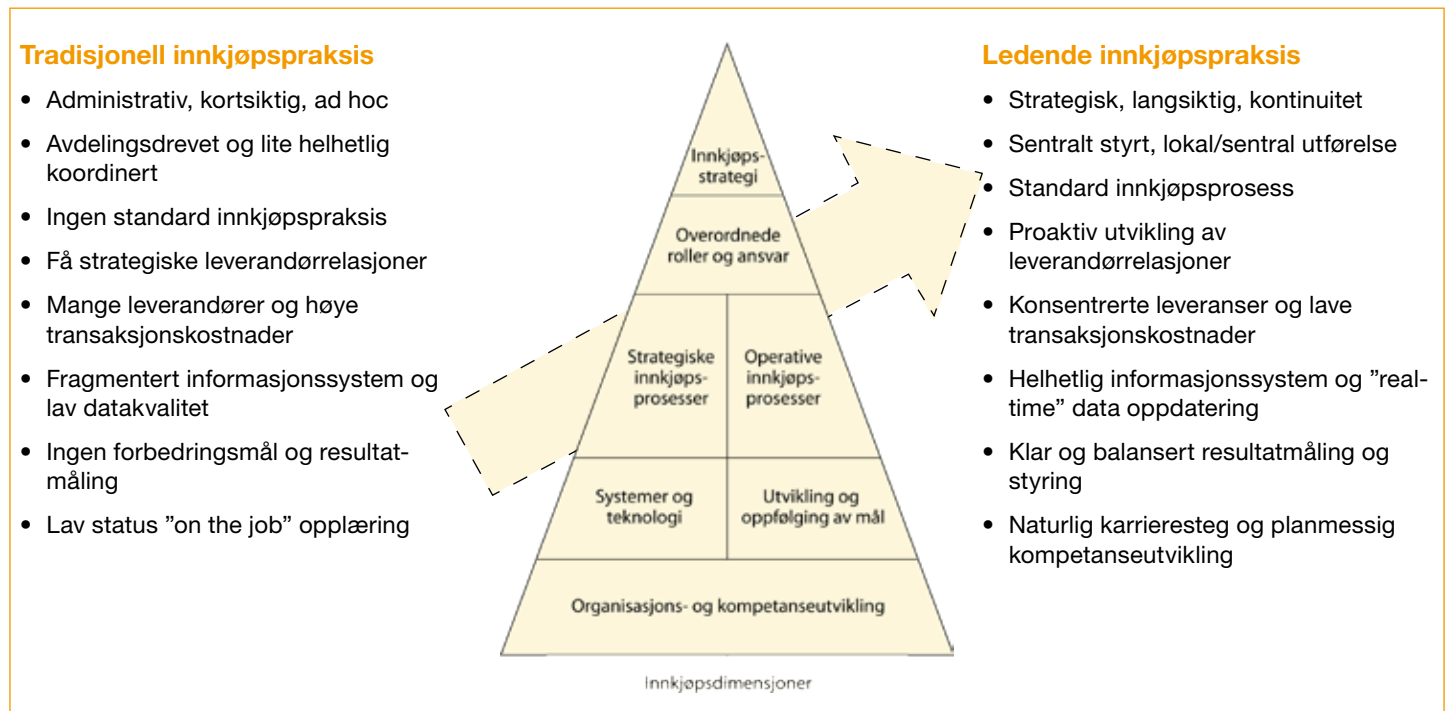 Tradisjonell innkjøpspraksis
• Administrativ, kortsiktig, ad hoc
• Avdelingsdrevet og lite helhetlig
koordinert
• Ingen standard innkjøpspraksis
• Få strategiske leverandørrelasjoner
• Mange leverandører og høye
transaksjonskostnader
• Fragmentert informasjonssystem og
lav datakvalitet
• Ingen forbedringsmål og resultat-
måling
• Lav status ”on the job” opplæring
Innkjøps-
strategi
Overordnede
roller og ansvar
Strategiske
innkjøps-
prosesser
Operative
innkjøps-
prosesser
Systemer og
teknologi
Utvikling og
oppfølging av mål
Organisasjons- og kompetanseutvikling
Innkjøpsdimensjoner
Ledende innkjøpspraksis
• Strategisk, langsiktig, kontinuitet
• Sentralt styrt, lokal/sentral utførelse
• Standard innkjøpsprosess
• Proaktiv utvikling av
leverandørrelasjoner
• Konsentrerte leveranser og lave
transaksjonskostnader
• Helhetlig informasjonssystem og ”real-
time” data oppdatering
• Klar og balansert resultatmåling og
styring
• Naturlig karrieresteg og planmessig
kompetanseutvikling